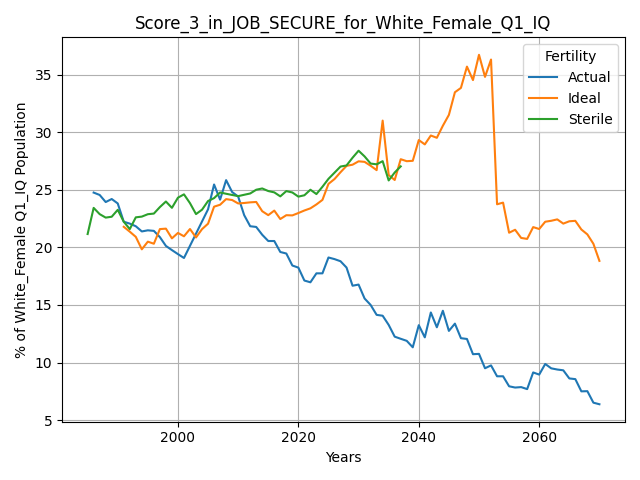 Score_3_in_JOB_SECURE_for_White_Female_Q1_IQ
% of White_Female Q1_IQ Population
35
30
25
20
15
10
5
Fertility
Actual
Ideal
Sterile
2000
2020
2040
2060
Years